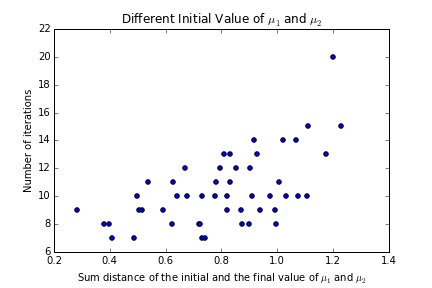 Different Initial Value of μ₁ and μ₂
22
20
18
16
14
12
10
8
6
Number of iterations
0.2 0.4 0.6 0.8 1.0 1.2 1.4
Sum distance of the initial and the final value of μ₁ and μ₂